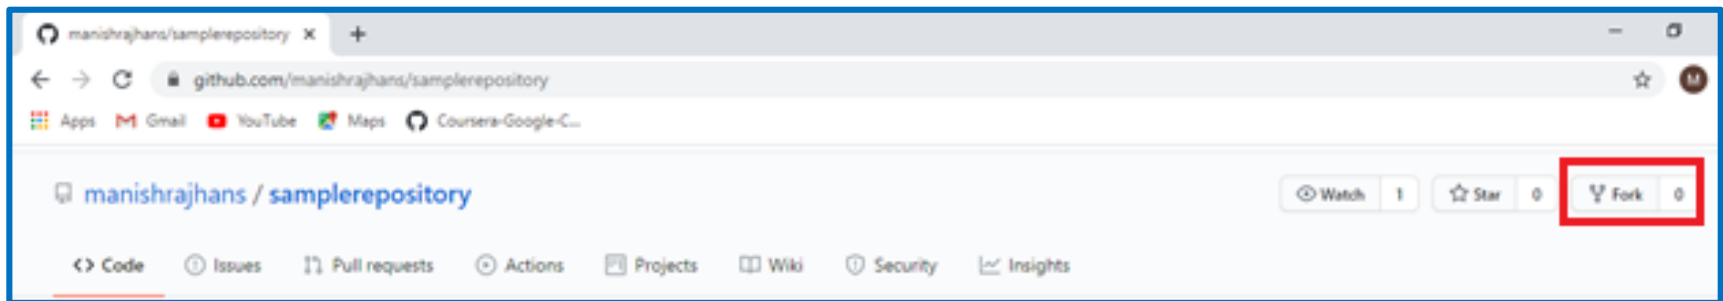 manishrajhans/samplerepository
github.com/manishrajhans/samplerepository
Apps Gmail YouTube Maps Coursera-Google-C...
manishrajhans / samplerepository Watch 1 Star 0 Fork 0
Code Issues Pull requests Actions Projects Wiki Security Insights